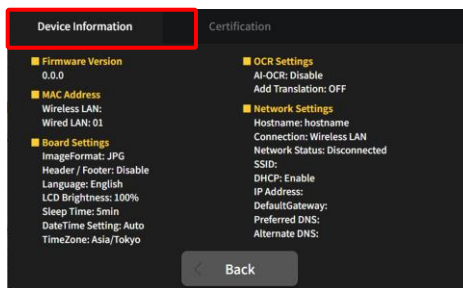 Device Information
Certification
Firmware Version
0.0.0
MAC Address
Wireless LAN:
Wired LAN: 01
Board Settings
ImageFormat: JPG
Header / Footer: Disable
Language: English
LCD Brightness: 100%
Sleep Time: 5min
DateTime Setting: Auto
TimeZone: Asia/Tokyo
OCR Settings
AI-OCR: Disable
Add Translation: OFF
Network Settings
Hostname: hostname
Connection: Wireless LAN
Network Status: Disconnected
SSID:
DHCP: Enable
IP Address:
DefaultGateway:
Preferred DNS:
Alternate DNS:
Back